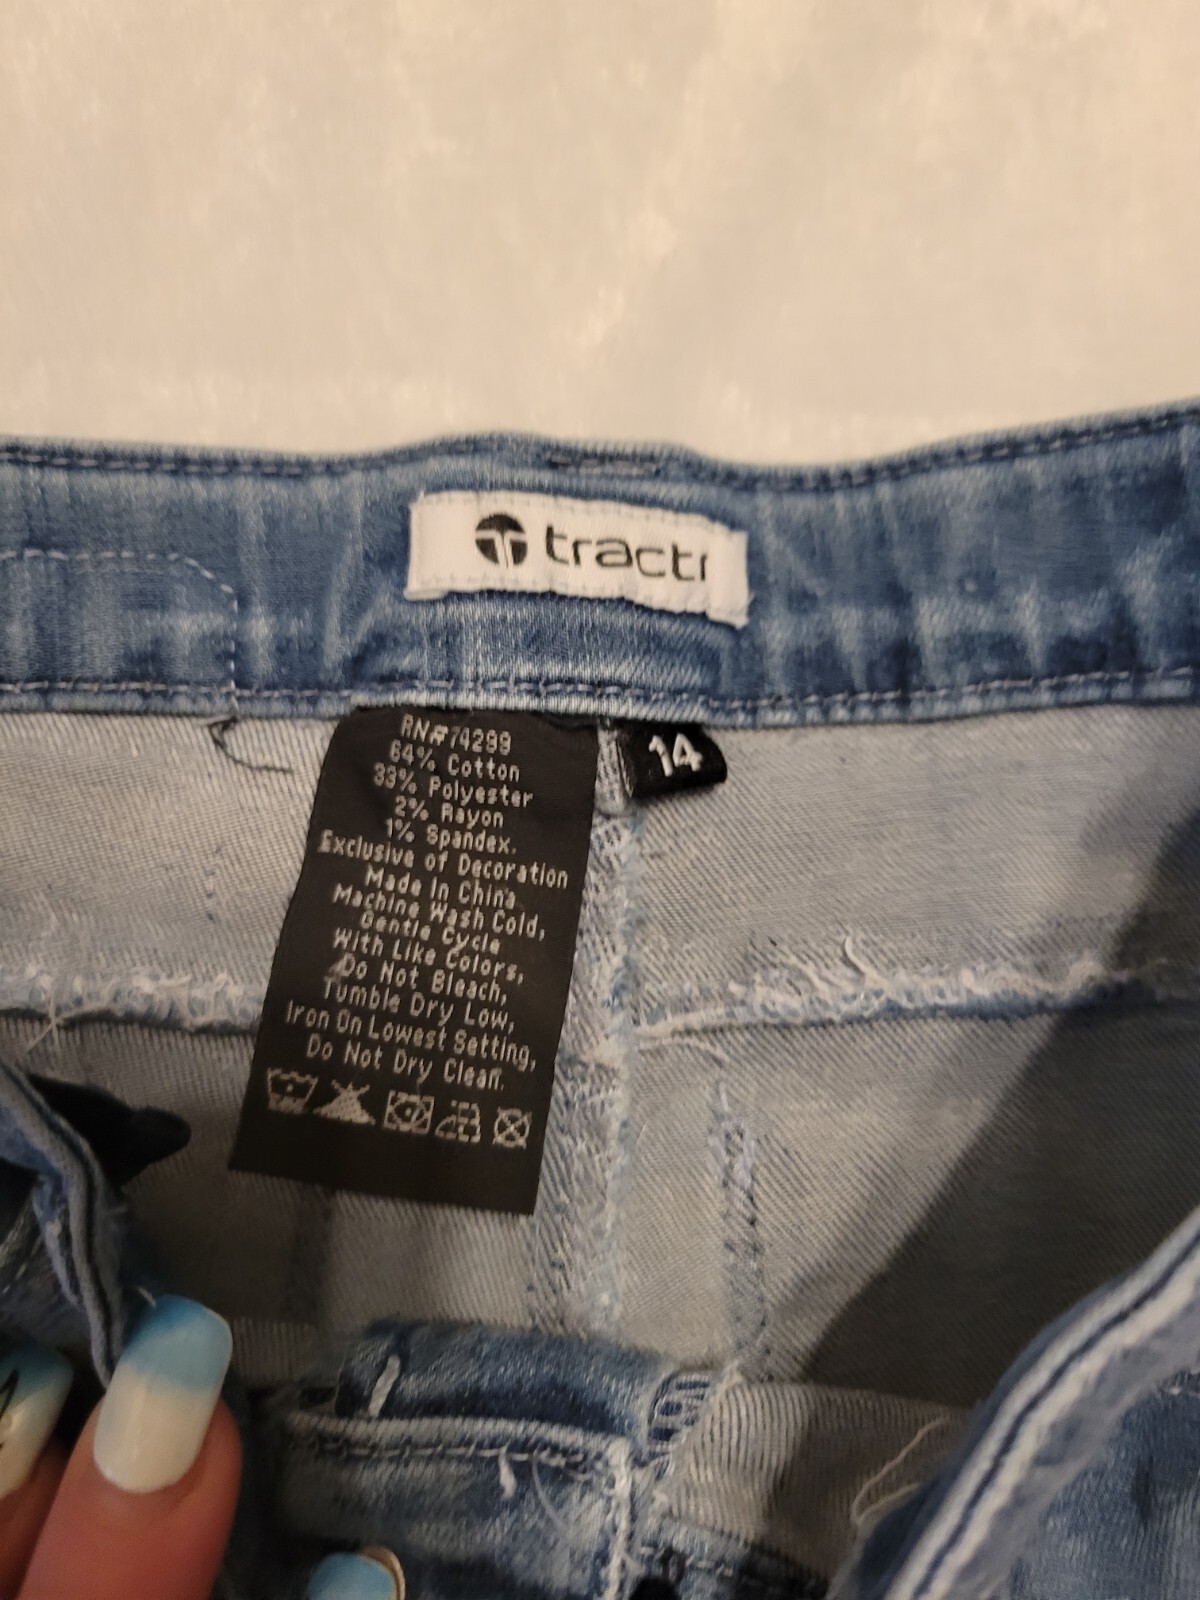 tractr
14
RN#74299
64% Cotton
33% Polyester
2% Rayon
1% Spandex.
Exclusive of Decoration
Made In China
Machine Wash Cold,
Gentle Cycle
With Like Colors,
Do Not Bleach,
Tumble Dry Low,
Iron On Lowest Setting,
Do Not Dry Clean.